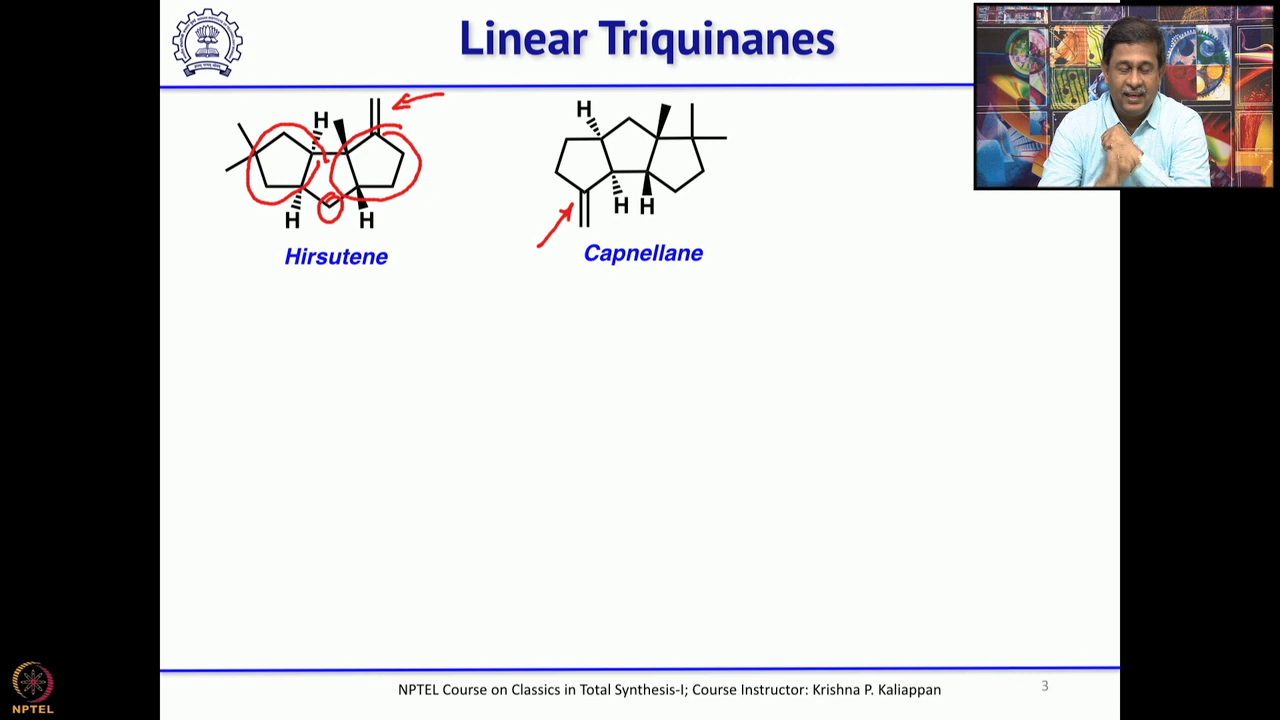 Linear Triquinanes
H
H
H
Hirsutene
H
H
H
Capnellane
NPTEL
NPTEL Course on Classics in Total Synthesis-I; Course Instructor: Krishna P. Kaliappan
3